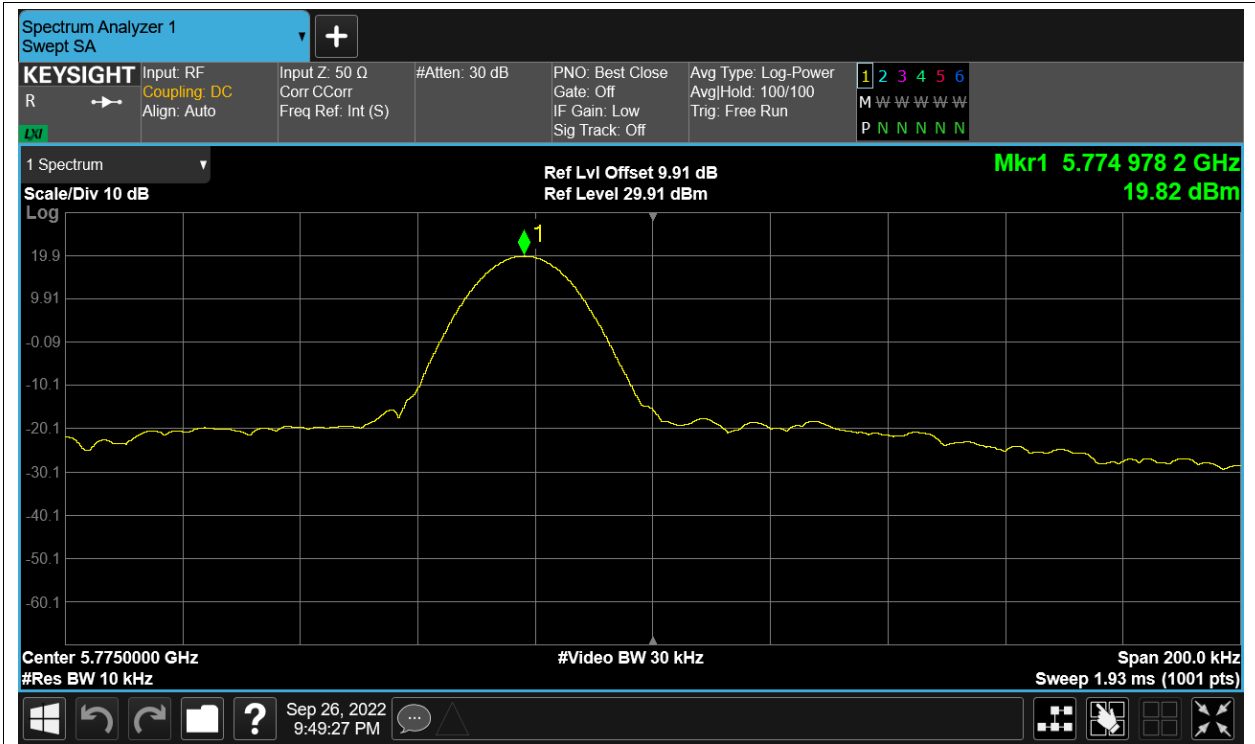 Spectrum Analyzer 1
Swept SA
+
KEYSIGHT
R
LXI
Input: RF
Coupling: DC
Align: Auto
Input Z: 50 Ω
Corr CCorr
Freq Ref: Int (S)
#Atten: 30 dB
PNO: Best Close
Gate: Off
IF Gain: Low
Sig Track: Off
Avg Type: Log-Power
Avg|Hold: 100/100
Trig: Free Run
1 2 3 4 5 6
M W W W W W
P N N N N N
1 Spectrum
Scale/Div 10 dB
Ref Lvl Offset 9.91 dB
Ref Level 29.91 dBm
Mkr1 5.774 978 2 GHz
19.82 dBm
Log
1
19.9
9.91
-0.09
-10.1
-20.1
-30.1
-40.1
-50.1
-60.1
Center 5.7750000 GHz
#Res BW 10 kHz
#Video BW 30 kHz
Span 200.0 kHz
Sweep 1.93 ms (1001 pts)
?
Sep 26, 2022
9:49:27 PM